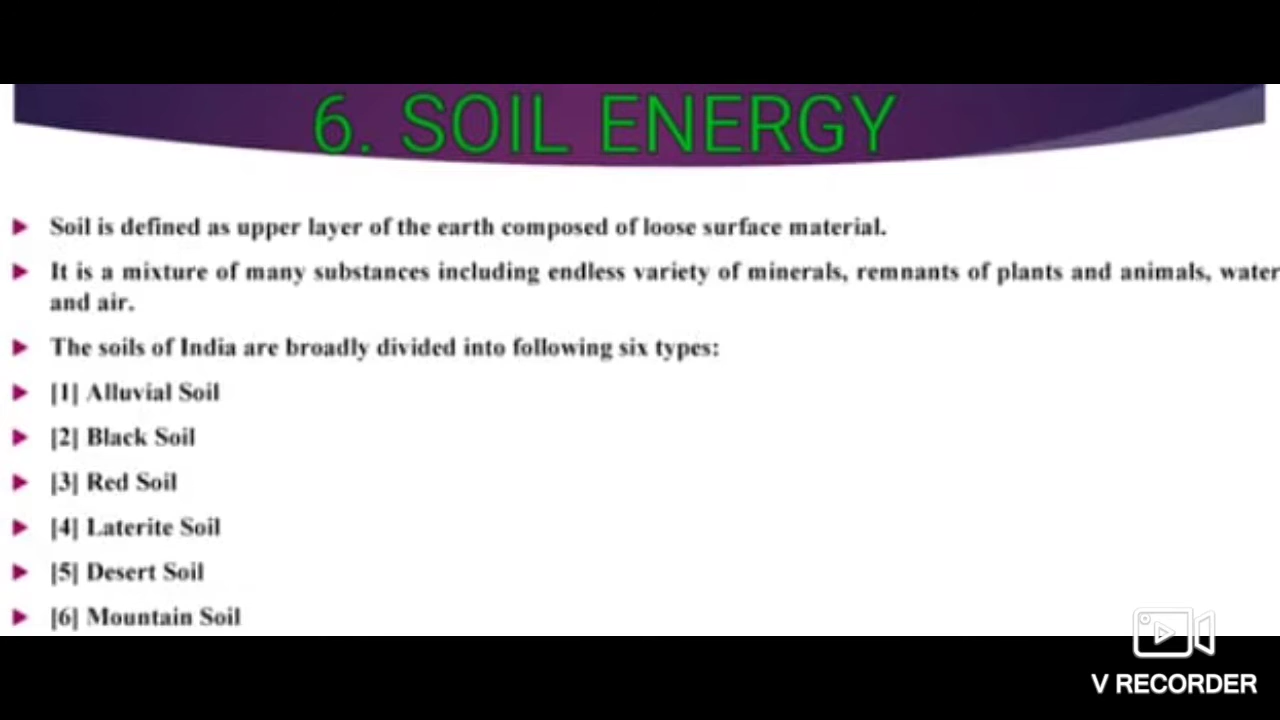 6. SOIL ENERGY
Soil is defined as upper layer of the earth composed of loose surface material.
It is a mixture of many substances including endless variety of minerals, remnants of plants and animals, water
and air.
The soils of India are broadly divided into following six types:
[1] Alluvial Soil
[2] Black Soil
[3] Red Soil
[4] Laterite Soil
[5] Desert Soil
[6] Mountain Soil
V RECORDER